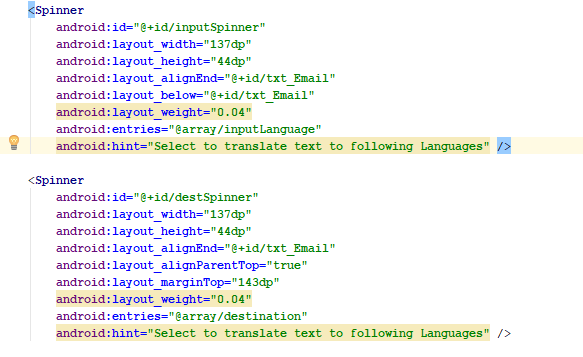 <Spinner
android:id="@+id/inputSpinner"
android:layout_width="137dp"
android:layout_height="44dp"
android:layout_alignEnd="@+id/txt_Email"
android:layout_below="@+id/txt_Email"
android:layout_weight="0.04"
android:entries="@array/inputLanguage"
android:hint="Select to translate text to following Languages" />
<Spinner
android:id="@+id/destSpinner"
android:layout_width="137dp"
android:layout_height="44dp"
android:layout_alignEnd="@+id/txt_Email"
android:layout_alignParentTop="true"
android:layout_marginTop="143dp"
android:layout_weight="0.04"
android:entries="@array/destination"
android:hint="Select to translate text to following Languages" />